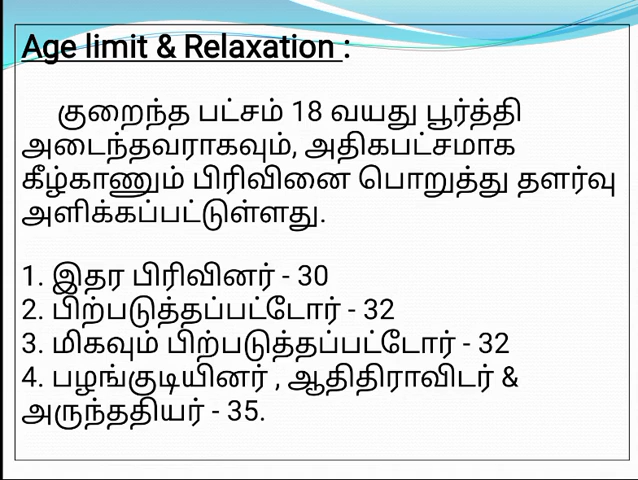 Age limit & Relaxation :
குறைந்த பட்சம் 18 வயது பூர்த்தி
அடைந்தவராகவும், அதிகபட்சமாக
கீழ்காணும் பிரிவினை பொறுத்து தளர்வு
அளிக்கப்பட்டுள்ளது.
1. இதர பிரிவினர் - 30
2. பிற்படுத்தப்பட்டோர் - 32
3. மிகவும் பிற்படுத்தப்பட்டோர் - 32
4. பழங்குடியினர் , ஆதிதிராவிடர் &
அருந்ததியர் - 35.